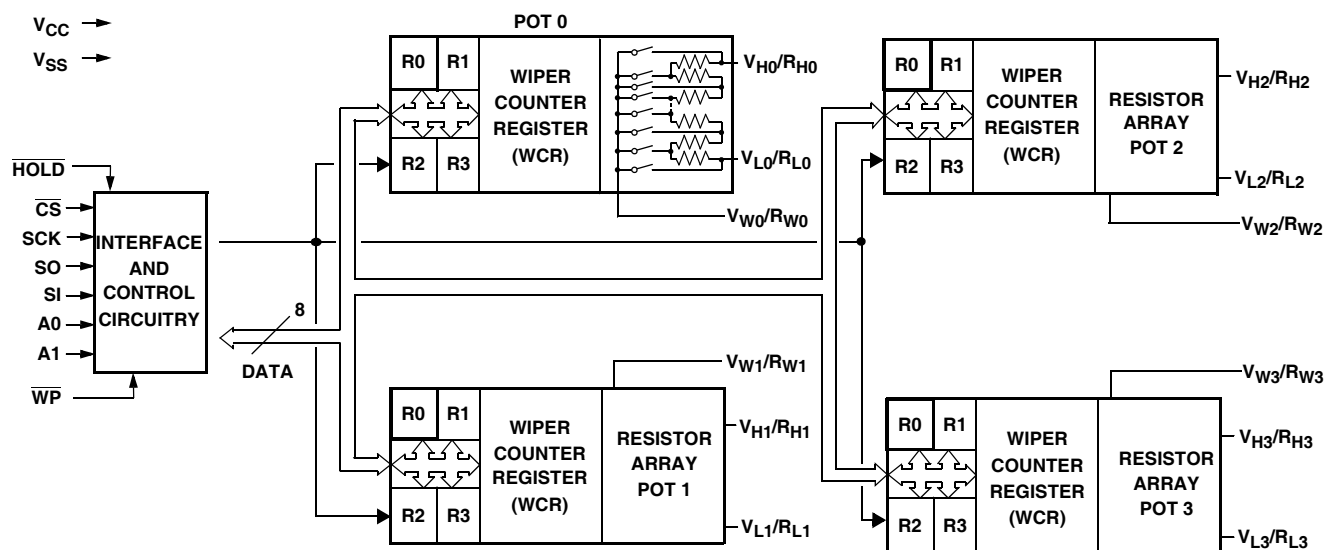 VCC
VSS
POT 0
R0 R1
R2 R3
WIPER
COUNTER
REGISTER
(WCR)
VH0/RH0
VL0/RL0
VW0/RW0
R0 R1
R2 R3
WIPER
COUNTER
REGISTER
(WCR)
RESISTOR
ARRAY
POT 2
VH2/RH2
VL2/RL2
VW2/RW2
HOLD
CS
SCK
SO
SI
A0
A1
WP
INTERFACE
AND
CONTROL
CIRCUITRY
8
DATA
VW1/RW1
R0 R1
R2 R3
WIPER
COUNTER
REGISTER
(WCR)
RESISTOR
ARRAY
POT 1
VH1/RH1
VL1/RL1
VW3/RW3
R0 R1
R2 R3
WIPER
COUNTER
REGISTER
(WCR)
RESISTOR
ARRAY
POT 3
VH3/RH3
VL3/RL3